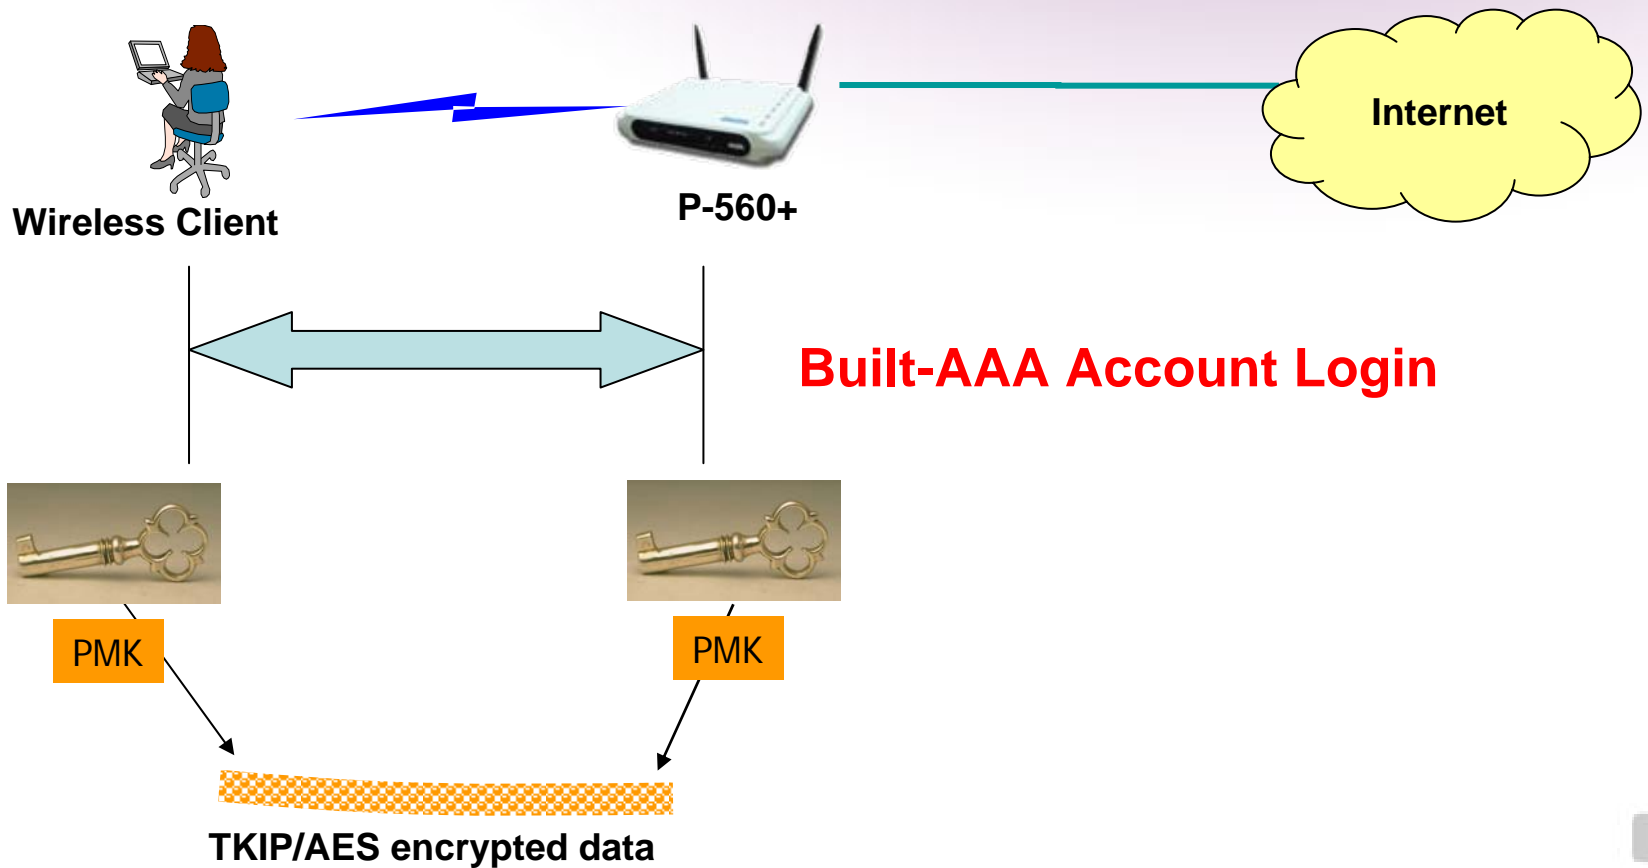 Internet
Wireless Client
P-560+
Built-AAA Account Login
PMK
PMK
TKIP/AES encrypted data